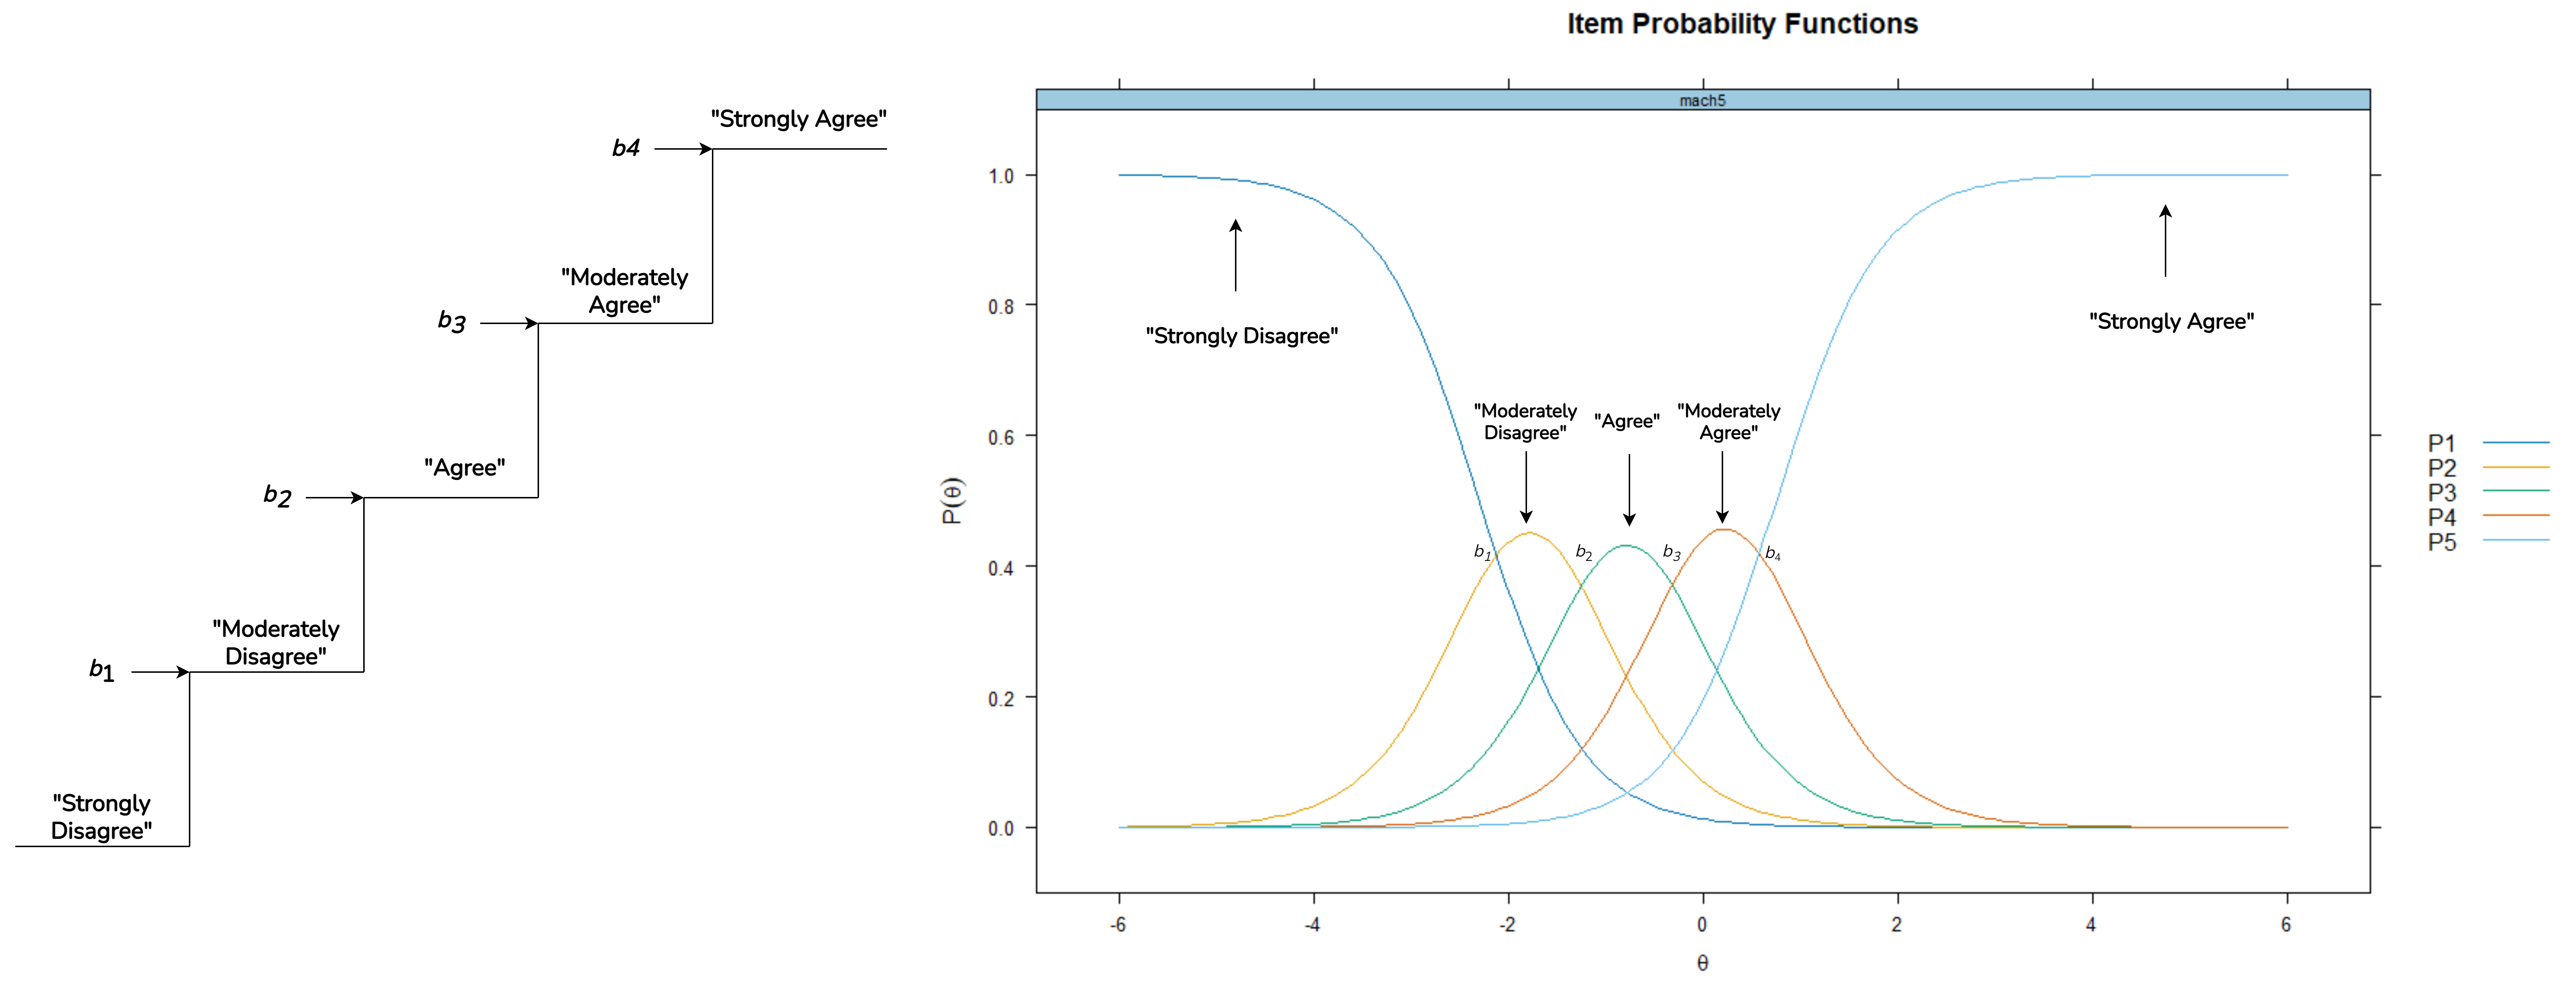 "Strongly Agree"
b4
"Moderately
Agree"
b3
"Agree"
b2
"Moderately
Disagree"
b1
"Strongly
Disagree"
Item Probability Functions
mach5
1.0
0.8
0.6
0.4
0.2
0.0
P(θ)
"Strongly Disagree"
"Strongly Agree"
"Moderately
Disagree"
"Agree"
"Moderately
Agree"
b1
b2
b3
b4
-6
-4
-2
0
2
4
6
θ
P1
P2
P3
P4
P5